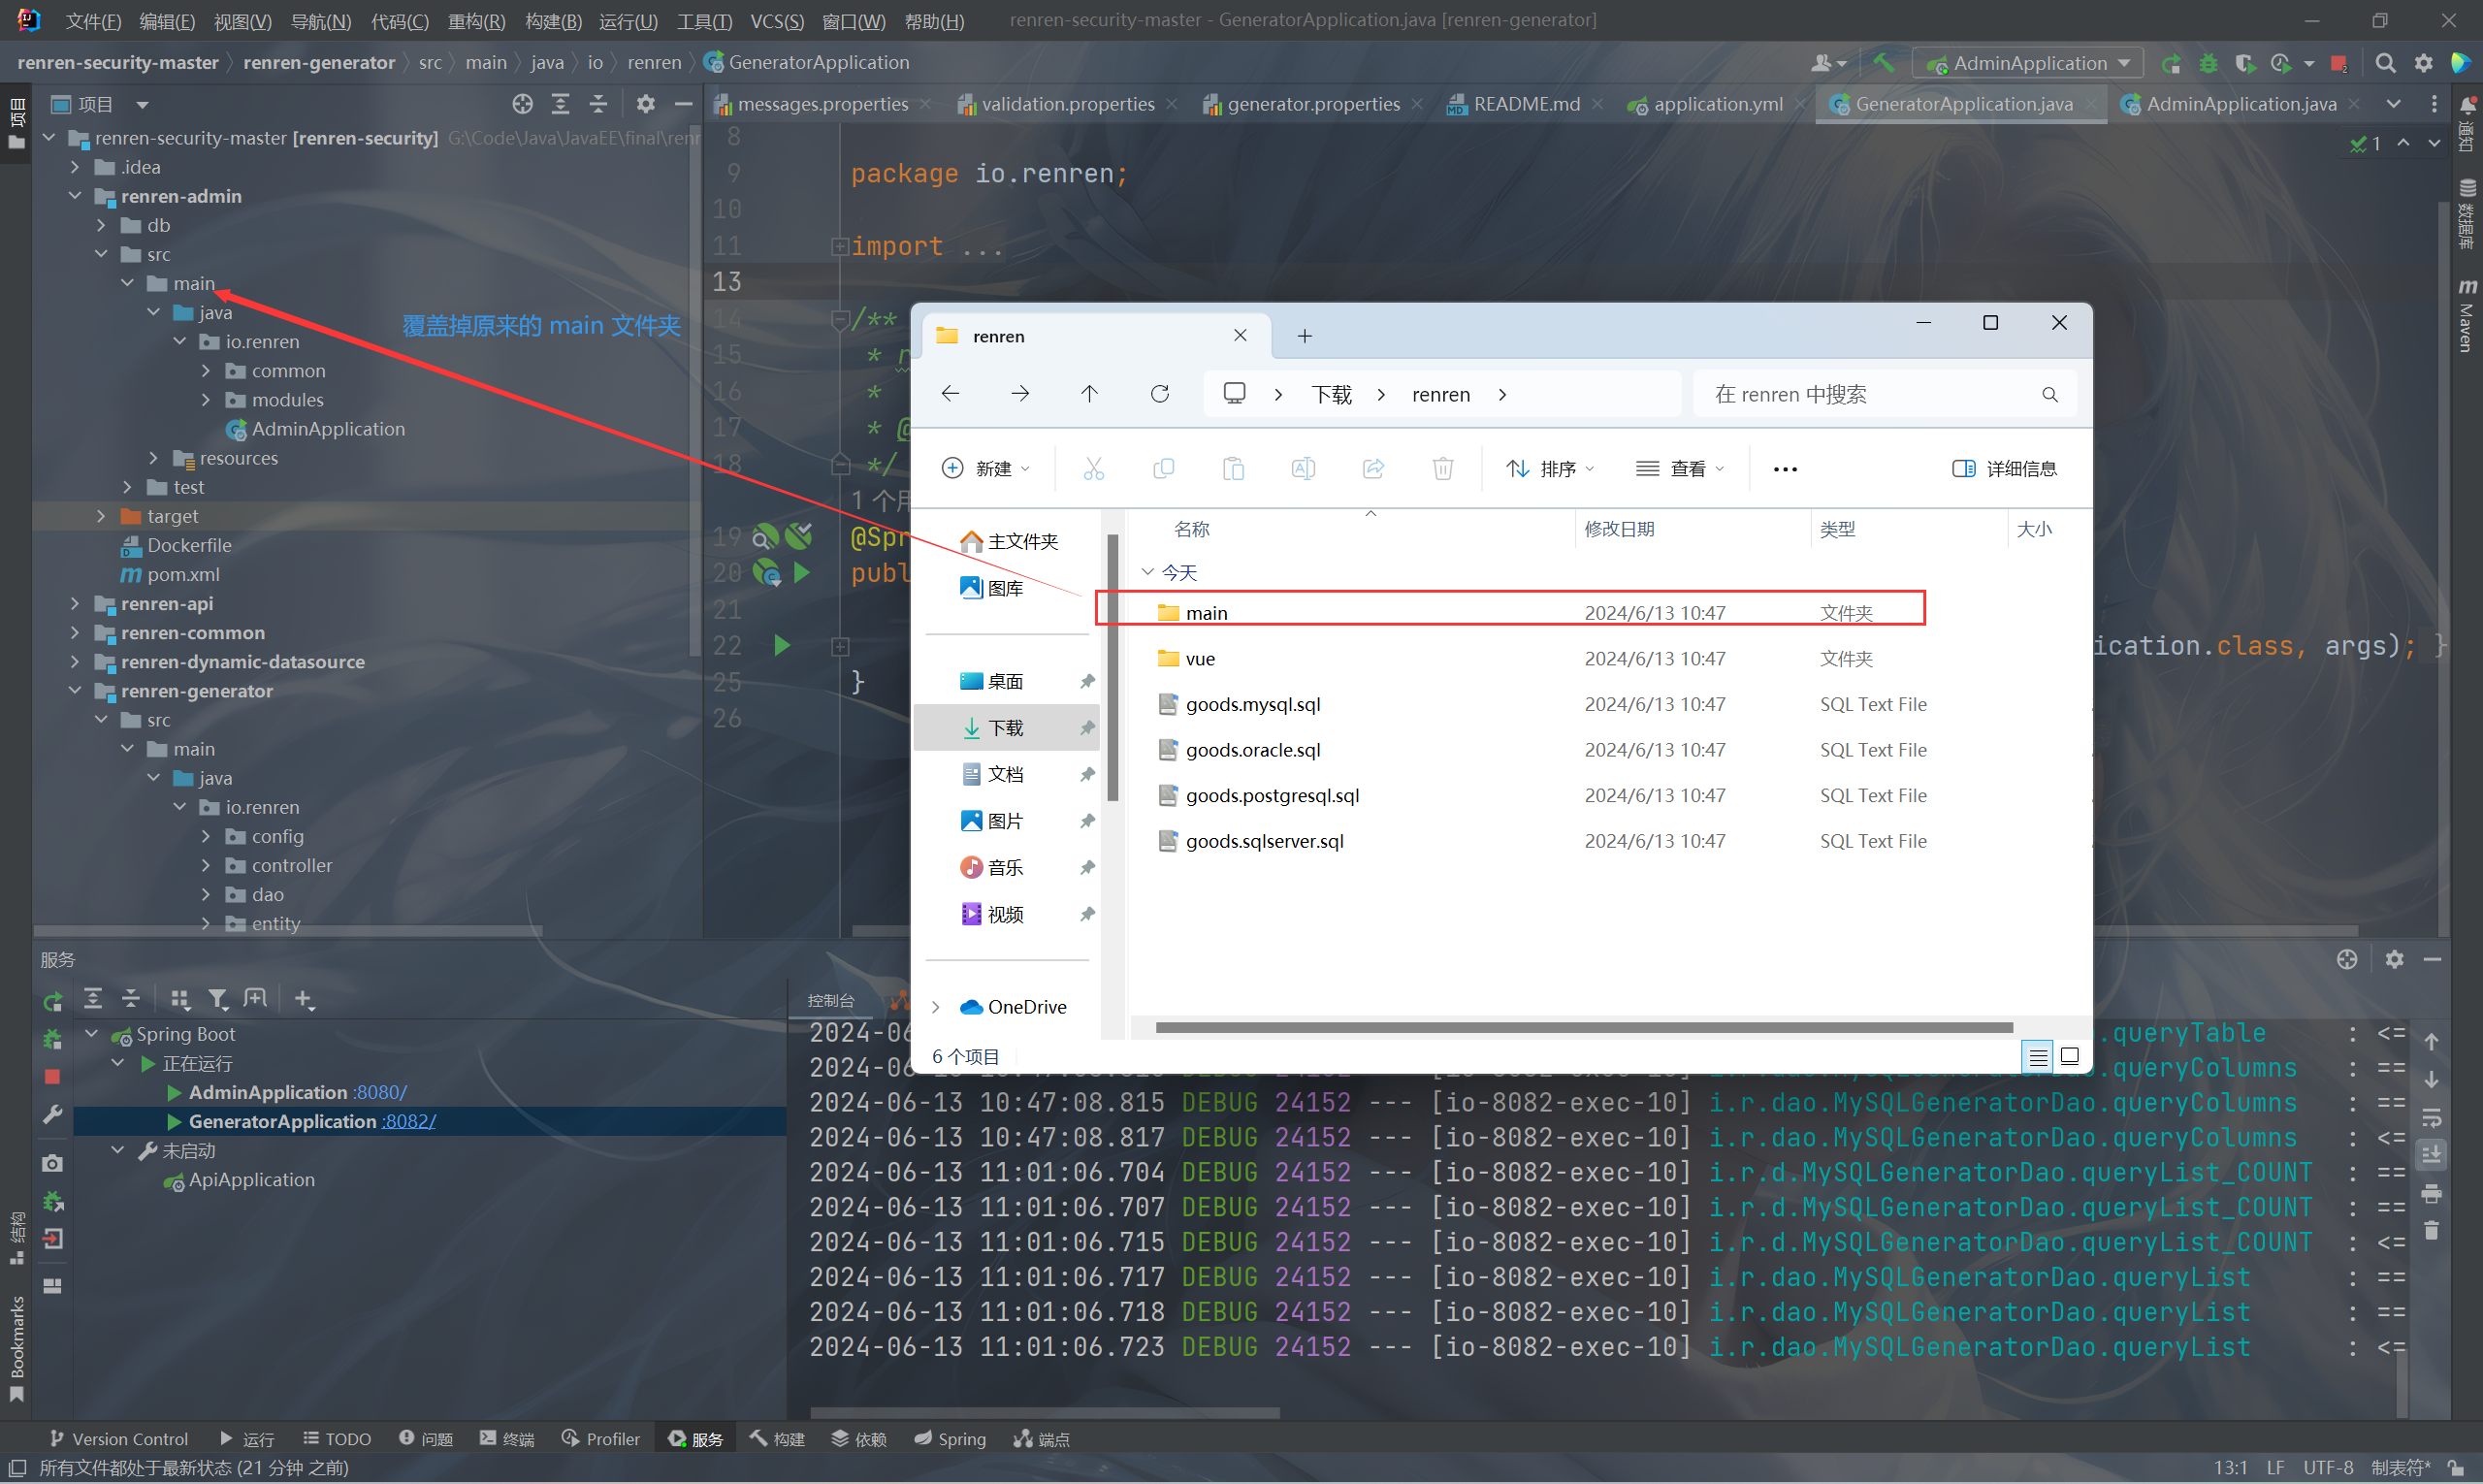 文件(F) 编辑(E) 视图(V) 导航(N) 代码(C) 重构(R) 构建(B) 运行(U) 工具(T) VCS(S) 窗口(W) 帮助(H) renren-security-master - GeneratorApplication.java [renren-generator]
renren-security-master renren-generator src main java io renren GeneratorApplication AdminApplication
项目
messages.properties validation.properties generator.properties README.md application.yml GeneratorApplication.java AdminApplication.java
项目
renren-security-master [renren-security] G:\Code\Java\JavaEE\final\renr
.idea
renren-admin
db
src
main
java
io.renren
common
modules
AdminApplication
resources
test
target
Dockerfile
pom.xml
renren-api
renren-common
renren-dynamic-datasource
renren-generator
src
main
java
io.renren
config
controller
dao
entity
覆盖掉原来的 main 文件夹
8
9 package io.renren;
10
11 import ...
13
14 /**
15 * r
16 *
17 * @
18 */
1 个用
19 @Spr
20 publ
21
22 ication.class, args); }
25 }
26
1
通知
数据库
Maven
renren
下载 renren
在 renren 中搜索
新建 排序 查看 详细信息
主文件夹
图库
桌面
下载
文档
图片
音乐
视频
OneDrive
名称 修改日期 类型 大小
今天
main 2024/6/13 10:47 文件夹
vue 2024/6/13 10:47 文件夹
goods.mysql.sql 2024/6/13 10:47 SQL Text File
goods.oracle.sql 2024/6/13 10:47 SQL Text File
goods.postgresql.sql 2024/6/13 10:47 SQL Text File
goods.sqlserver.sql 2024/6/13 10:47 SQL Text File
6 个项目
服务
Spring Boot
正在运行
AdminApplication :8080/
GeneratorApplication :8082/
未启动
ApiApplication
控制台
2024-06 .queryTable : <=
2024-06 .queryColumns : ==
2024-06-13 10:47:08.815 DEBUG 24152 --- [io-8082-exec-10] i.r.dao.MySQLGeneratorDao.queryColumns : ==
2024-06-13 10:47:08.817 DEBUG 24152 --- [io-8082-exec-10] i.r.dao.MySQLGeneratorDao.queryColumns : <=
2024-06-13 11:01:06.704 DEBUG 24152 --- [io-8082-exec-10] i.r.d.MySQLGeneratorDao.queryList_COUNT : ==
2024-06-13 11:01:06.707 DEBUG 24152 --- [io-8082-exec-10] i.r.d.MySQLGeneratorDao.queryList_COUNT : ==
2024-06-13 11:01:06.715 DEBUG 24152 --- [io-8082-exec-10] i.r.d.MySQLGeneratorDao.queryList_COUNT : <=
2024-06-13 11:01:06.717 DEBUG 24152 --- [io-8082-exec-10] i.r.dao.MySQLGeneratorDao.queryList : ==
2024-06-13 11:01:06.718 DEBUG 24152 --- [io-8082-exec-10] i.r.dao.MySQLGeneratorDao.queryList : ==
2024-06-13 11:01:06.723 DEBUG 24152 --- [io-8082-exec-10] i.r.dao.MySQLGeneratorDao.queryList : <=
结构
Bookmarks
Version Control 运行 TODO 问题 终端 Profiler 服务 构建 依赖 Spring 端点
所有文件都处于最新状态 (21 分钟 之前) 13:1 LF UTF-8 制表符*